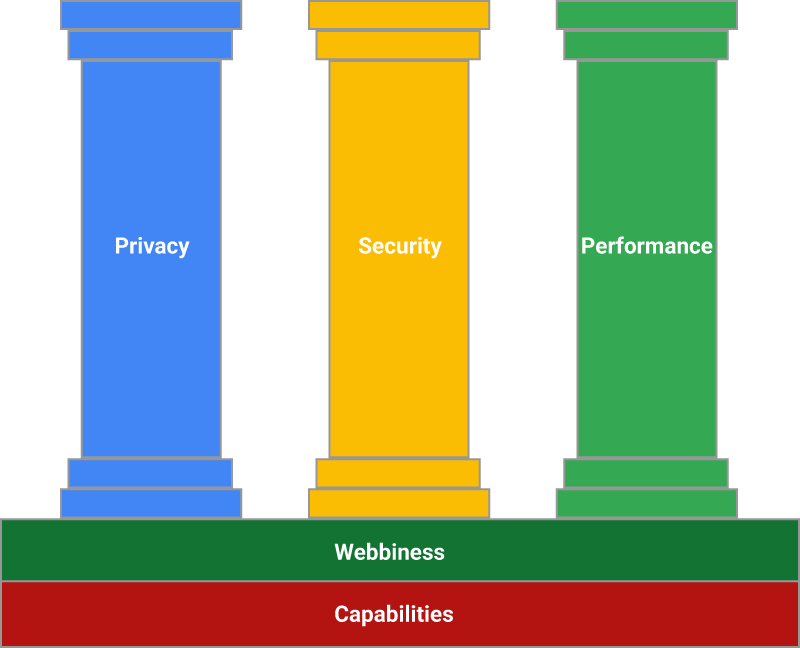 Privacy
Security
Performance
Webbiness
Capabilities